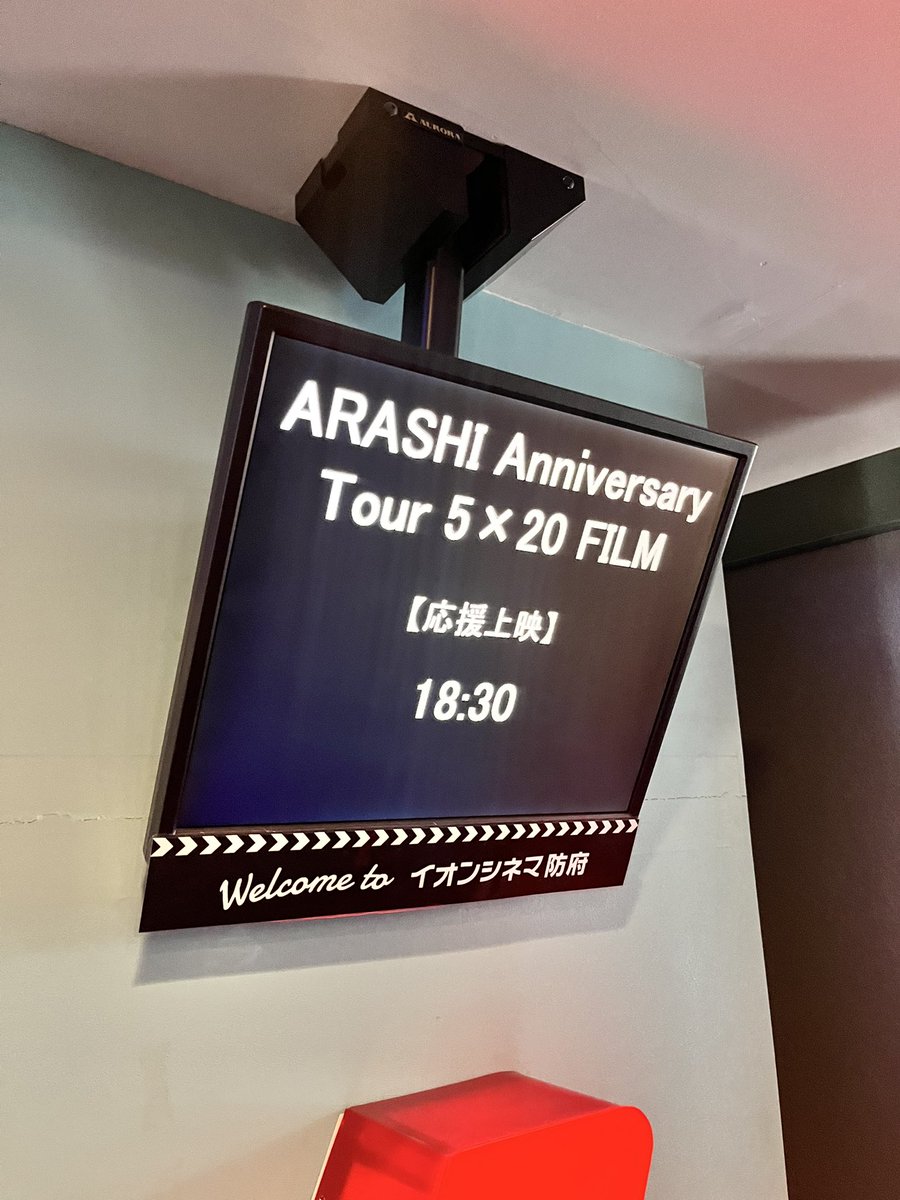 AURORA
ARASHI Anniversary
Tour 5×20 FILM
【応援上映】
18:30
Welcome to イオンシネマ防府